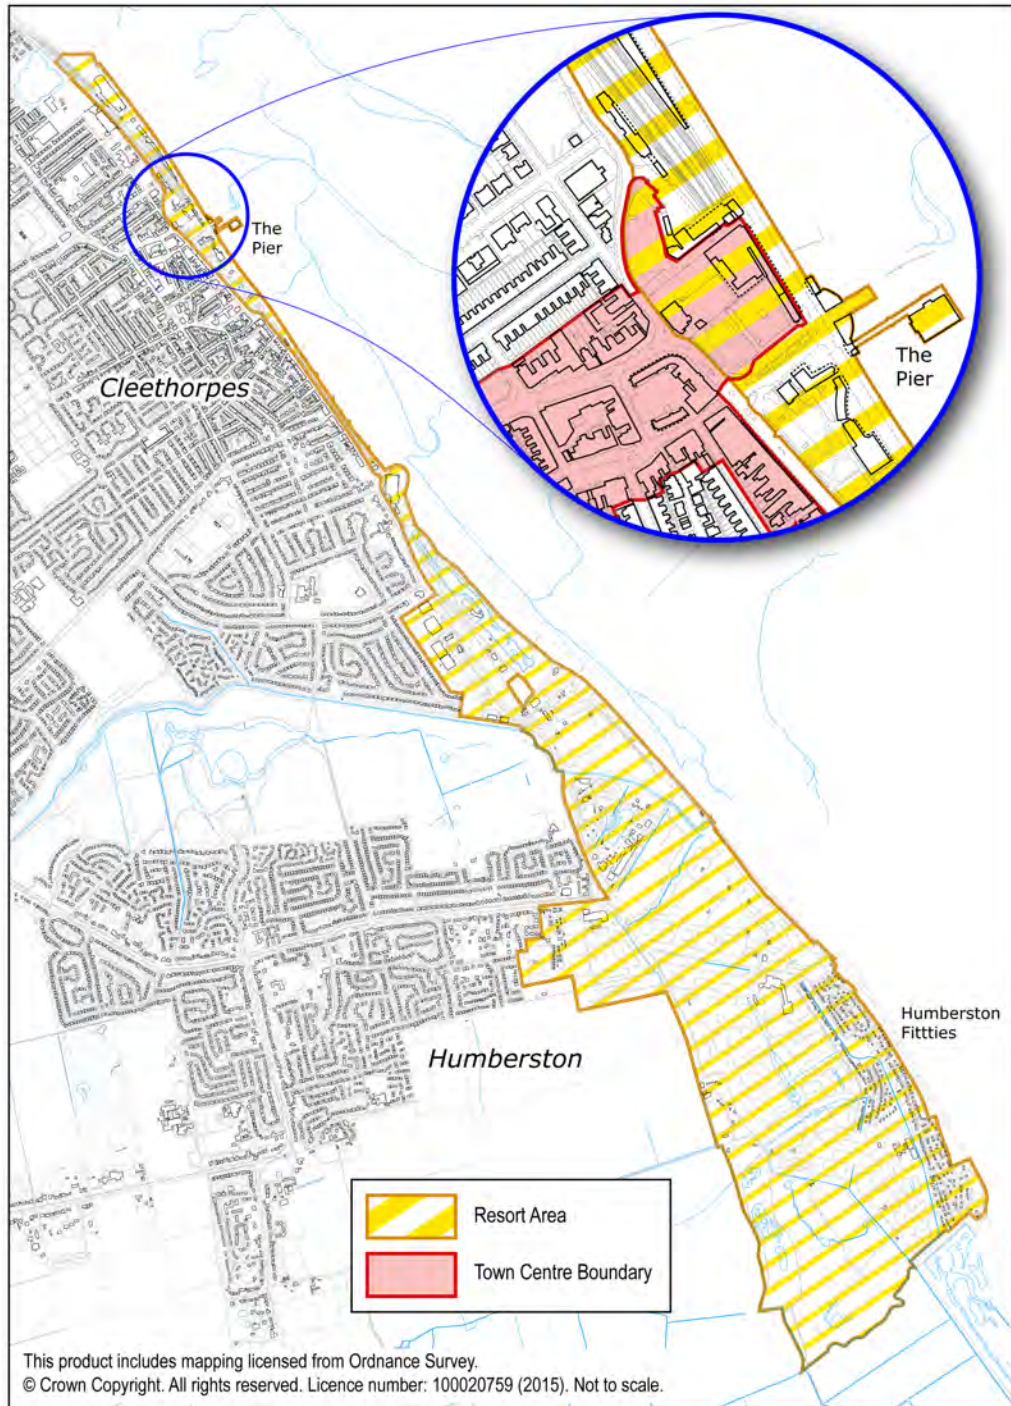 The
Pier
The
Pier
Cleethorpes
Humberston
Fittties
Humberston
Resort Area
Town Centre Boundary
This product includes mapping licensed from Ordnance Survey.
© Crown Copyright. All rights reserved. Licence number: 100020759 (2015). Not to scale.